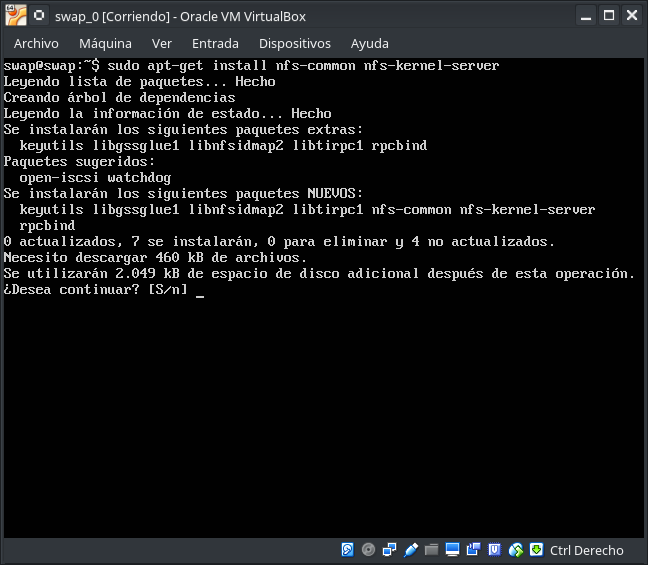 swap_0 [Corriendo] - Oracle VM VirtualBox
Archivo Máquina Ver Entrada Dispositivos Ayuda
swap@swap:~$ sudo apt-get install nfs-common nfs-kernel-server
Leyendo lista de paquetes... Hecho
Creando árbol de dependencias
Leyendo la información de estado... Hecho
Se instalarán los siguientes paquetes extras:
  keyutils libgssglue1 libnfsidmap2 libtirpc1 rpcbind
Paquetes sugeridos:
  open-iscsi watchdog
Se instalarán los siguientes paquetes NUEVOS:
  keyutils libgssglue1 libnfsidmap2 libtirpc1 nfs-common nfs-kernel-server
  rpcbind
0 actualizados, 7 se instalarán, 0 para eliminar y 4 no actualizados.
Necesito descargar 460 kB de archivos.
Se utilizarán 2.049 kB de espacio de disco adicional después de esta operación.
¿Desea continuar? [S/n] _
Ctrl Derecho